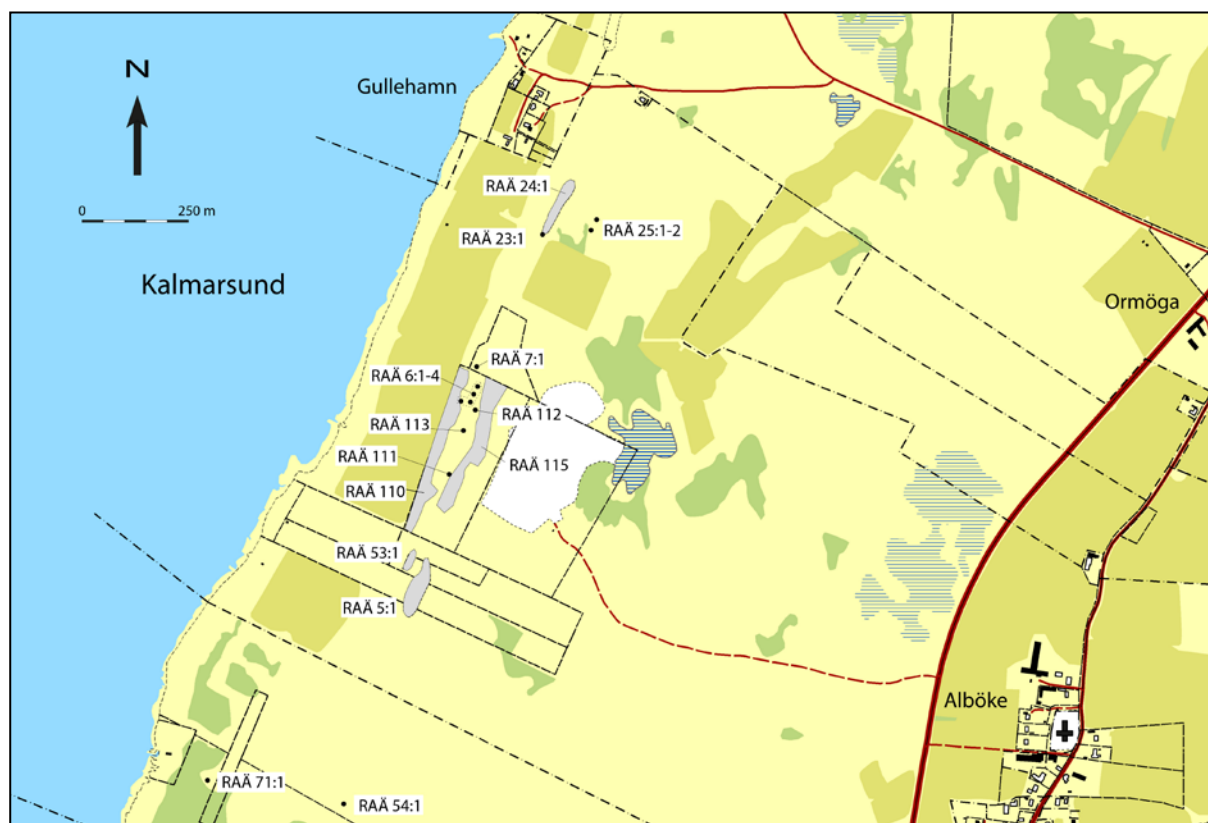 N
Gullehamn
0 250 m
RAÄ 24:1
RAÄ 23:1
RAÄ 25:1-2
Kalmarsund
Ormöga
RAÄ 7:1
RAÄ 6:1-4
RAÄ 112
RAÄ 113
RAÄ 111
RAÄ 115
RAÄ 110
RAÄ 53:1
RAÄ 5:1
Alböke
RAÄ 71:1
RAÄ 54:1